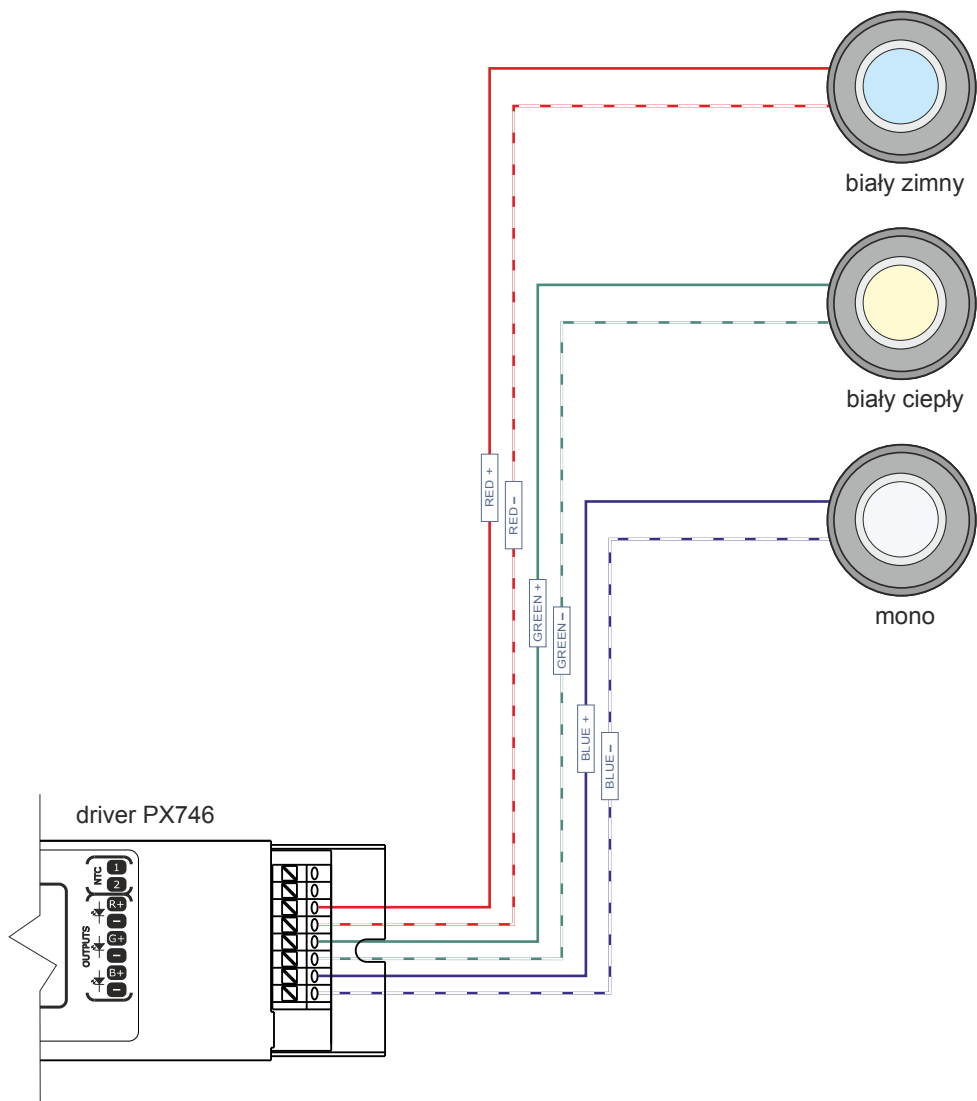 biały zimny
biały ciepły
mono
RED +
RED −
GREEN +
GREEN −
BLUE +
BLUE −
driver PX746
NTC
1
2
OUTPUTS
R+
−
G+
−
B+
−